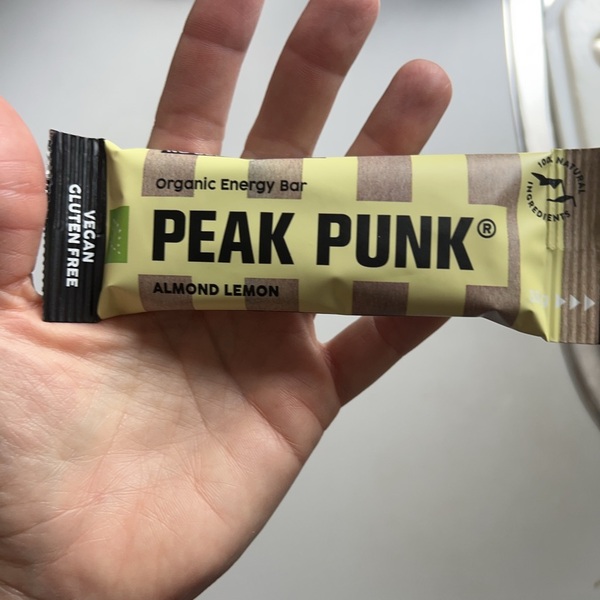 Organic Energy Bar
PEAK PUNK®
ALMOND LEMON
VEGAN
GLUTEN FREE
100% NATURAL
INGREDIENTS